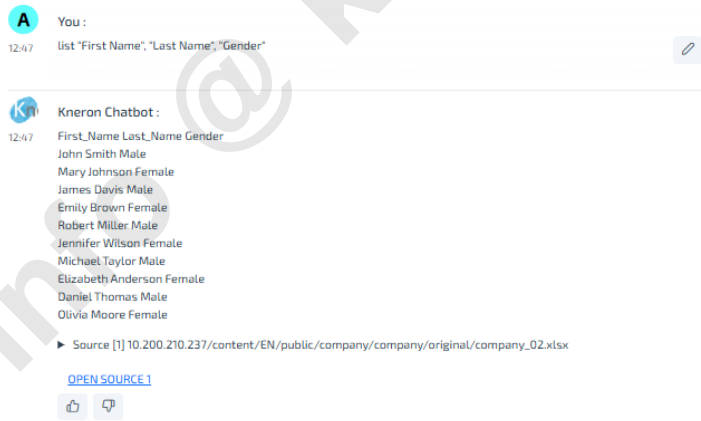 A
You :
12:47
list "First Name", "Last Name", "Gender"
Kn
Kneron Chatbot :
12:47
First_Name Last_Name Gender
John Smith Male
Mary Johnson Female
James Davis Male
Emily Brown Female
Robert Miller Male
Jennifer Wilson Female
Michael Taylor Male
Elizabeth Anderson Female
Daniel Thomas Male
Olivia Moore Female
▶ Source [1] 10.200.210.237/content/EN/public/company/company/original/company_02.xlsx
OPEN SOURCE 1
info @ k